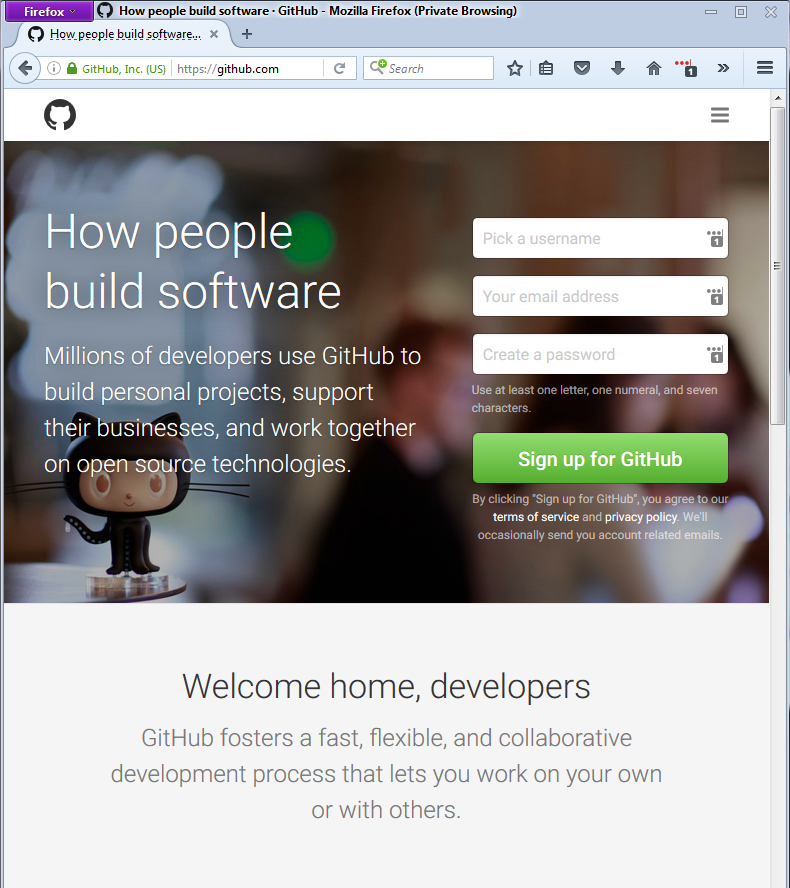 Firefox
How people build software · GitHub - Mozilla Firefox (Private Browsing)
How people build software...
GitHub, Inc. (US)
https://github.com
Search
1
How people
build software
Millions of developers use GitHub to
build personal projects, support
their businesses, and work together
on open source technologies.
Pick a username
1
Your email address
1
Create a password
1
Use at least one letter, one numeral, and seven
characters.
Sign up for GitHub
By clicking "Sign up for GitHub", you agree to our
terms of service and privacy policy. We'll
occasionally send you account related emails.
Welcome home, developers
GitHub fosters a fast, flexible, and collaborative
development process that lets you work on your own
or with others.